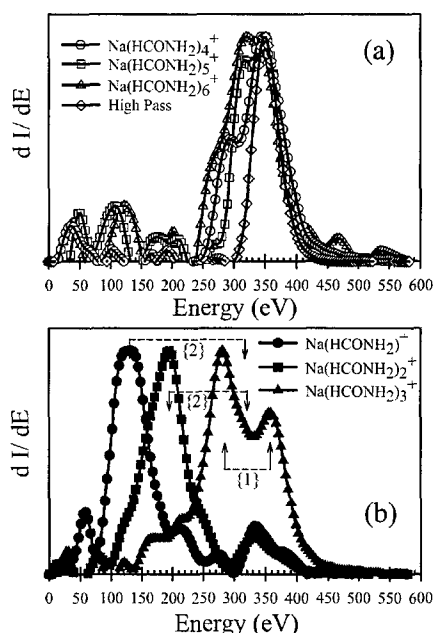 d I / dE
Na(HCONH2)4+
Na(HCONH2)5+
Na(HCONH2)6+
High Pass
(a)
0 50 100 150 200 250 300 350 400 450 500 550 600
Energy (eV)
d I / dE
{2}
{2}
{1}
Na(HCONH2)+
Na(HCONH2)2+
Na(HCONH2)3+
(b)
0 50 100 150 200 250 300 350 400 450 500 550 600
Energy (eV)